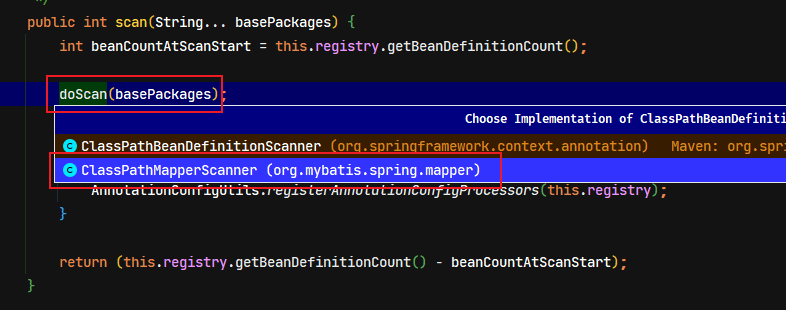 */
public int scan(String... basePackages) {
int beanCountAtScanStart = this.registry.getBeanDefinitionCount();
doScan(basePackages);
Choose Implementation of ClassPathBeanDefiniti
ClassPathBeanDefinitionScanner (org.springframework.context.annotation) Maven: org.spri
ClassPathMapperScanner (org.mybatis.spring.mapper)
AnnotationConfigUtils.registerAnnotationConfigProcessors(this.registry);
}
return (this.registry.getBeanDefinitionCount() - beanCountAtScanStart);
}